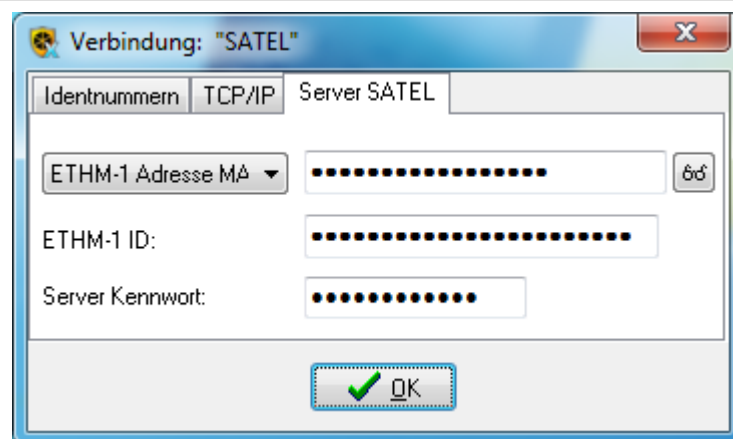 Verbindung: "SATEL"
Identnummern TCP/IP Server SATEL
ETHM-1 Adresse MA
ETHM-1 ID:
Server Kennwort:
OK